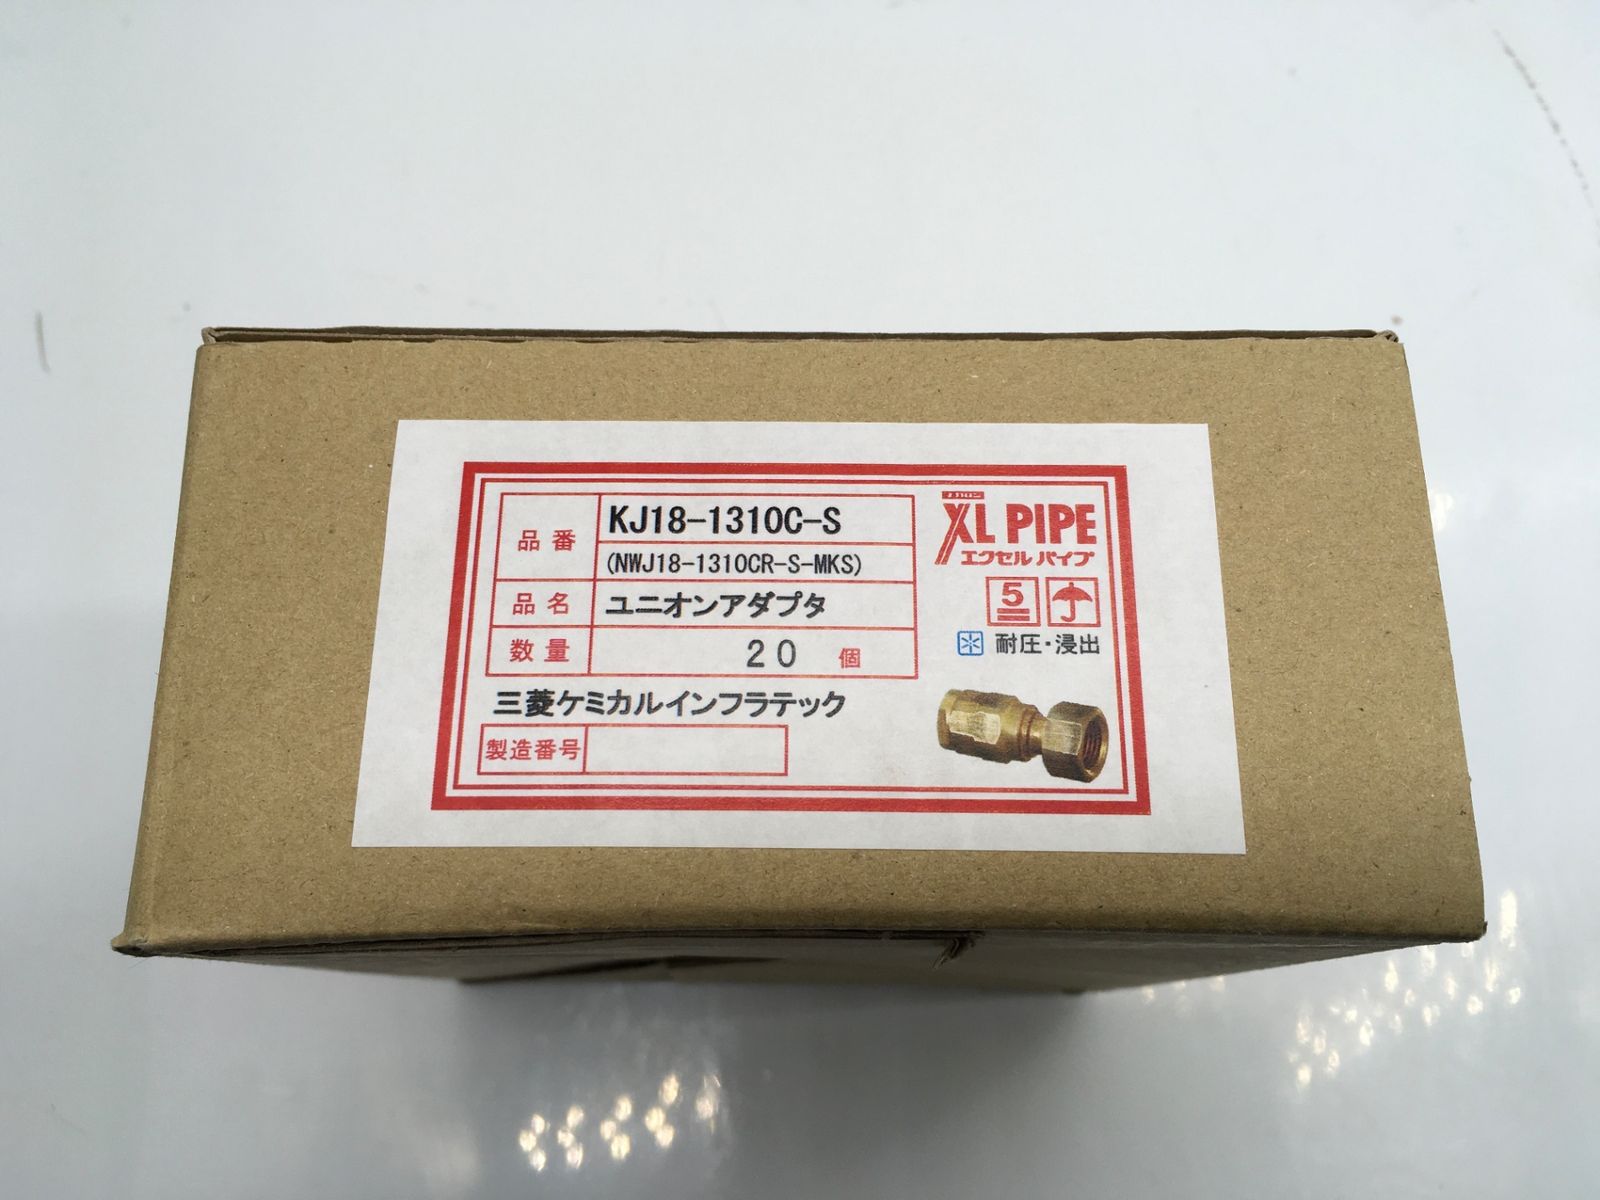 品番 KJ18-1310C-S
(NWJ18-1310CR-S-MKS)
品名 ユニオンアダプタ
数量 20 個
三菱ケミカルインフラテック
製造番号
XL PIPE
エクセルパイプ
5
耐圧・浸出